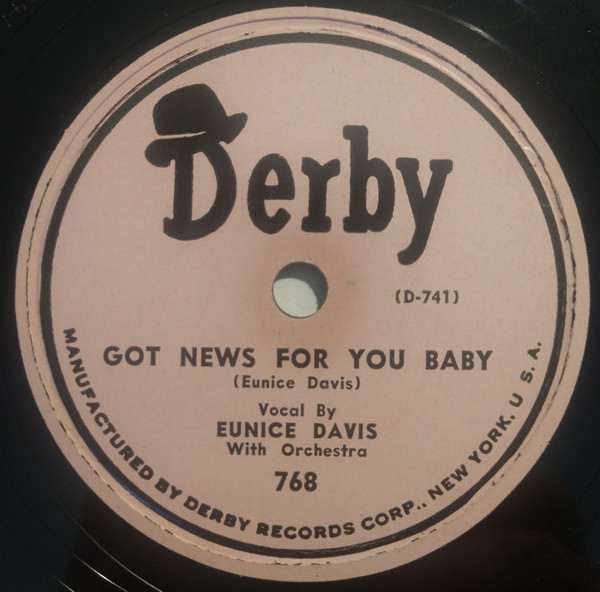 Derby
(D-741)
GOT NEWS FOR YOU BABY
(Eunice Davis)
Vocal By
EUNICE DAVIS
With Orchestra
768
MANUFACTURED BY DERBY RECORDS CORP., NEW YORK, U. S. A.